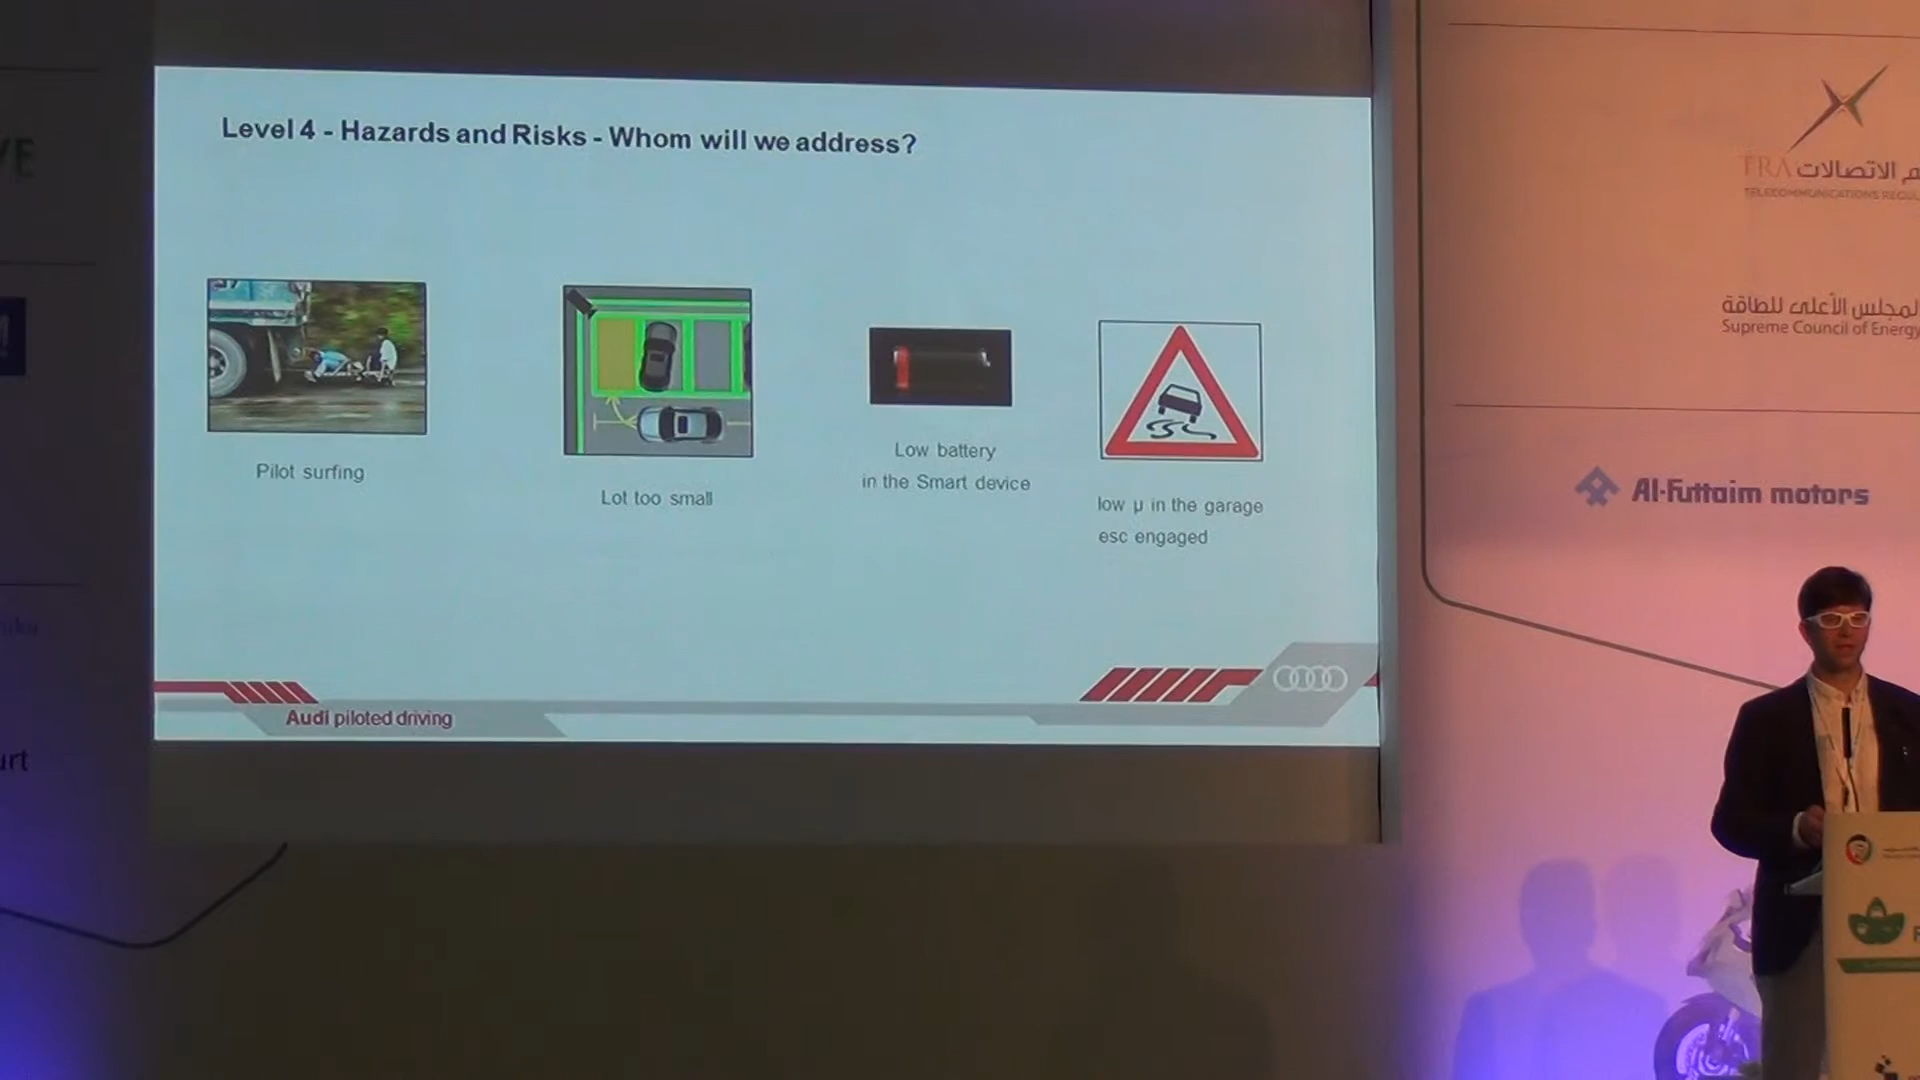 Level 4 - Hazards and Risks - Whom will we address?
Pilot surfing
Lot too small
Low battery
in the Smart device
low μ in the garage
esc engaged
Audi piloted driving
TRA
الاتصالات
TELECOMMUNICATIONS
المجلس الأعلى للطاقة
Supreme Council of Energy
Al-Futtaim motors